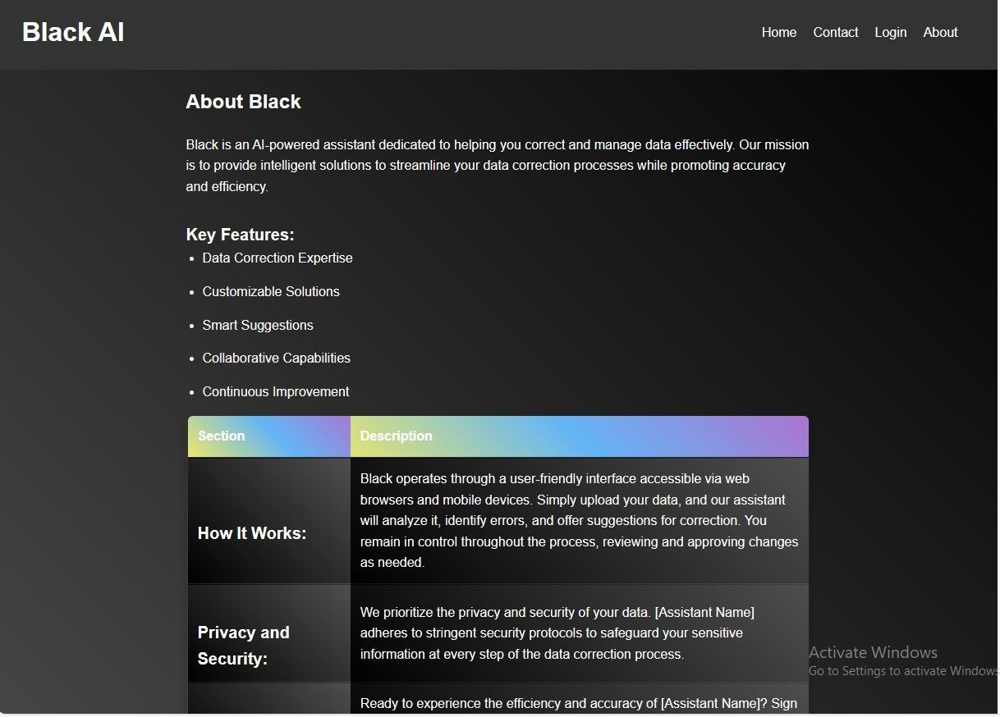 Black AI
Home Contact Login About
About Black
Black is an AI-powered assistant dedicated to helping you correct and manage data effectively. Our mission
is to provide intelligent solutions to streamline your data correction processes while promoting accuracy
and efficiency.
Key Features:
• Data Correction Expertise
• Customizable Solutions
• Smart Suggestions
• Collaborative Capabilities
• Continuous Improvement
Section
Description
How It Works:
Black operates through a user-friendly interface accessible via web
browsers and mobile devices. Simply upload your data, and our assistant
will analyze it, identify errors, and offer suggestions for correction. You
remain in control throughout the process, reviewing and approving changes
as needed.
Privacy and
Security:
We prioritize the privacy and security of your data. [Assistant Name]
adheres to stringent security protocols to safeguard your sensitive
information at every step of the data correction process.
Ready to experience the efficiency and accuracy of [Assistant Name]? Sign
Activate Windows
Go to Settings to activate Windows